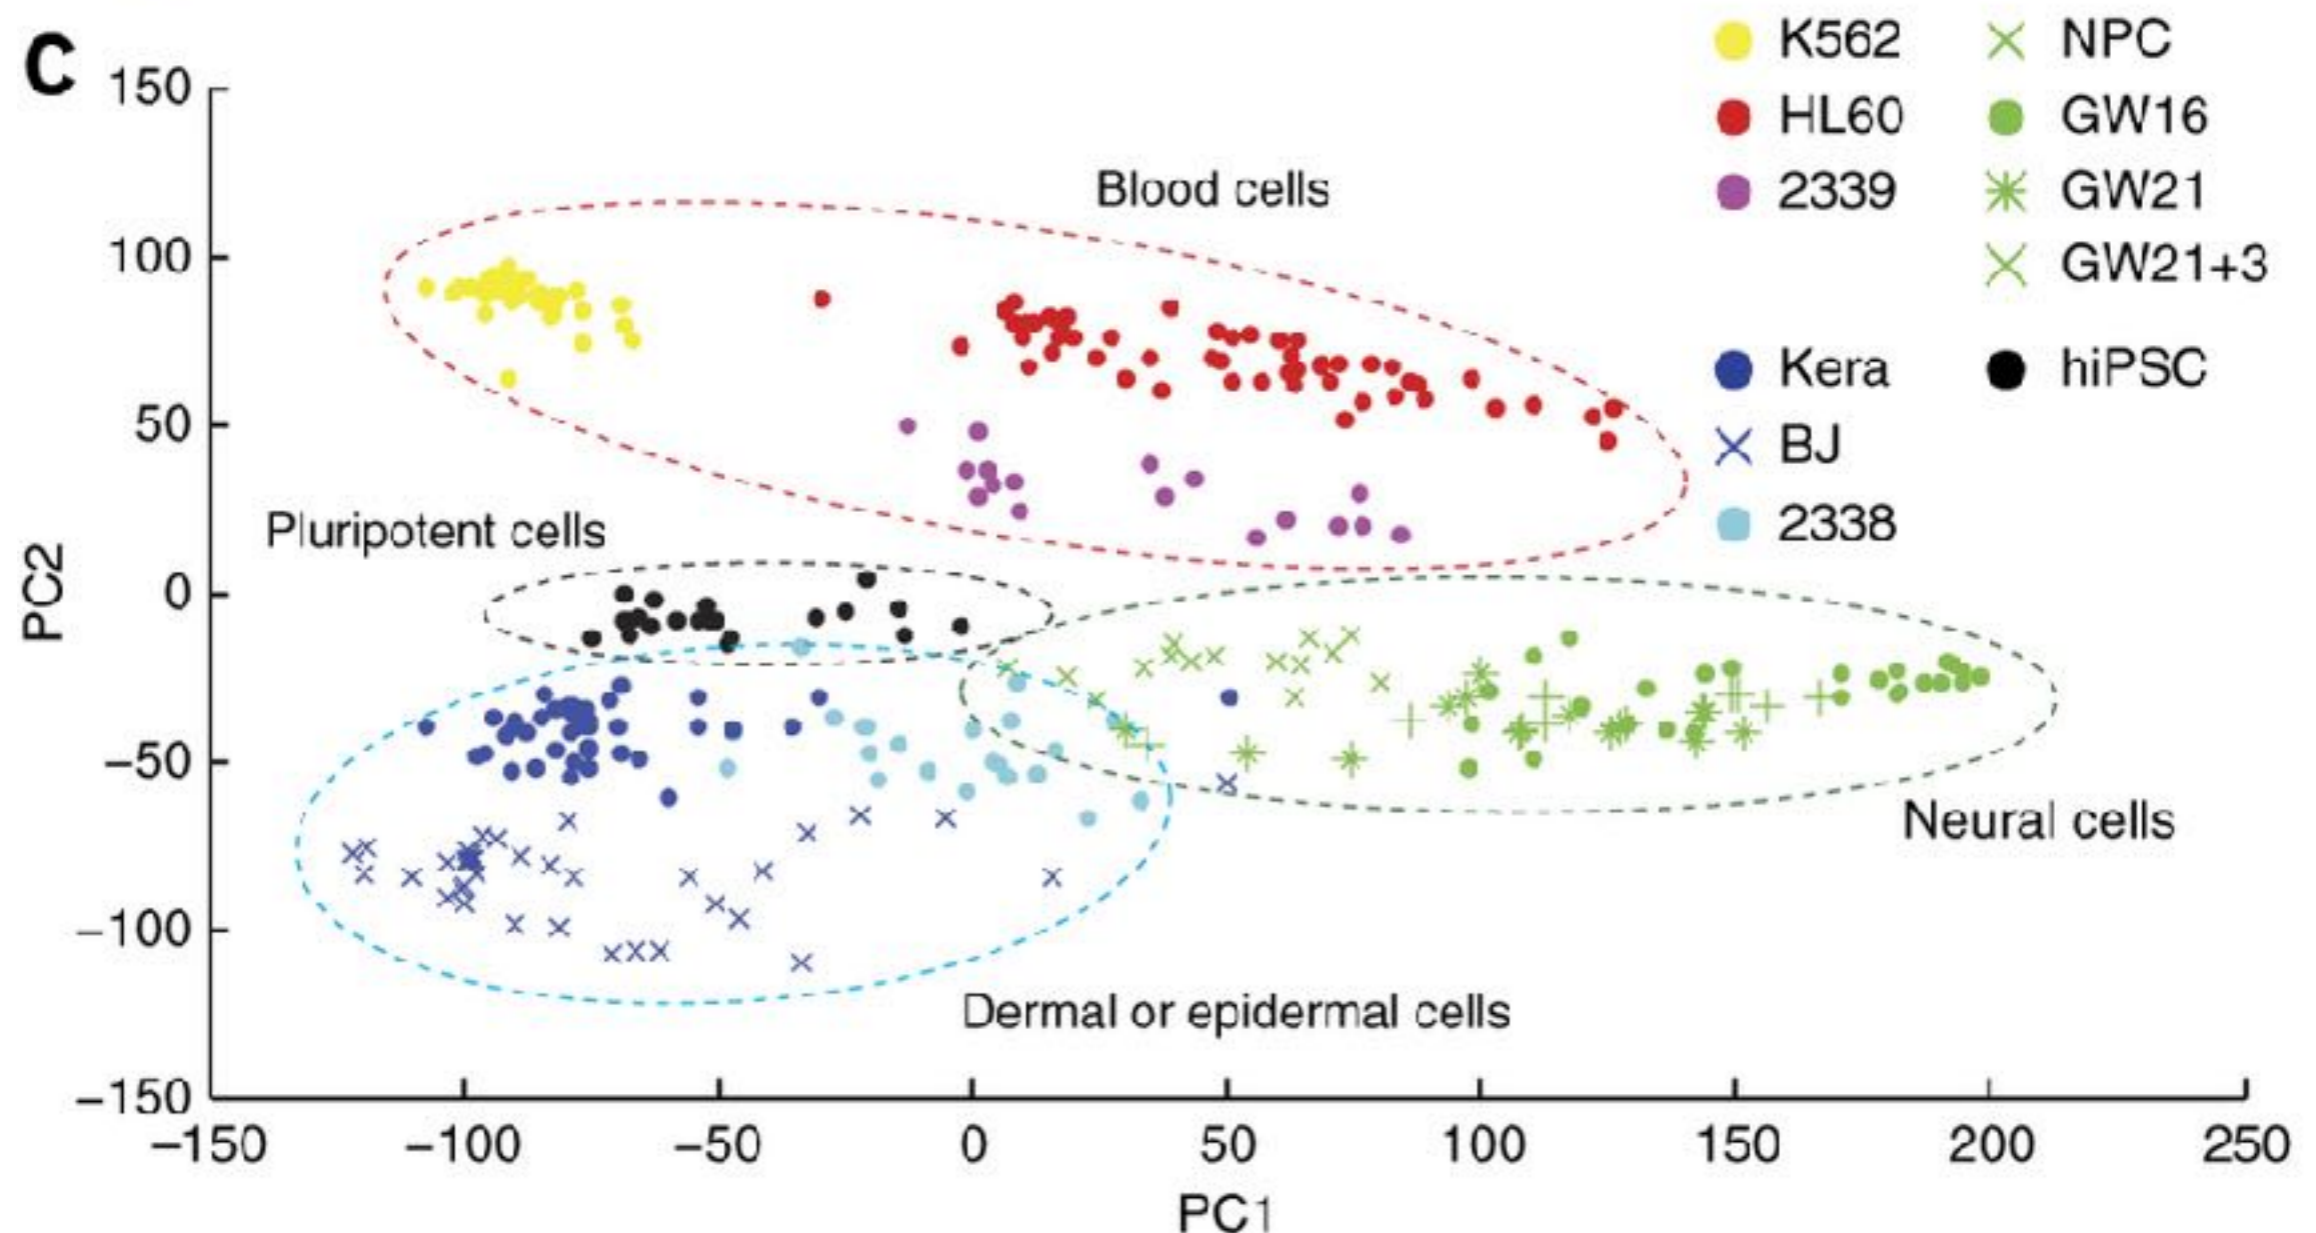 C
K562
NPC
HL60
GW16
2339
GW21
GW21+3
Kera
hiPSC
BJ
2338
Blood cells
Pluripotent cells
Neural cells
Dermal or epidermal cells
PC2
150
100
50
0
−50
−100
−150
−150 −100 −50 0 50 100 150 200 250
PC1